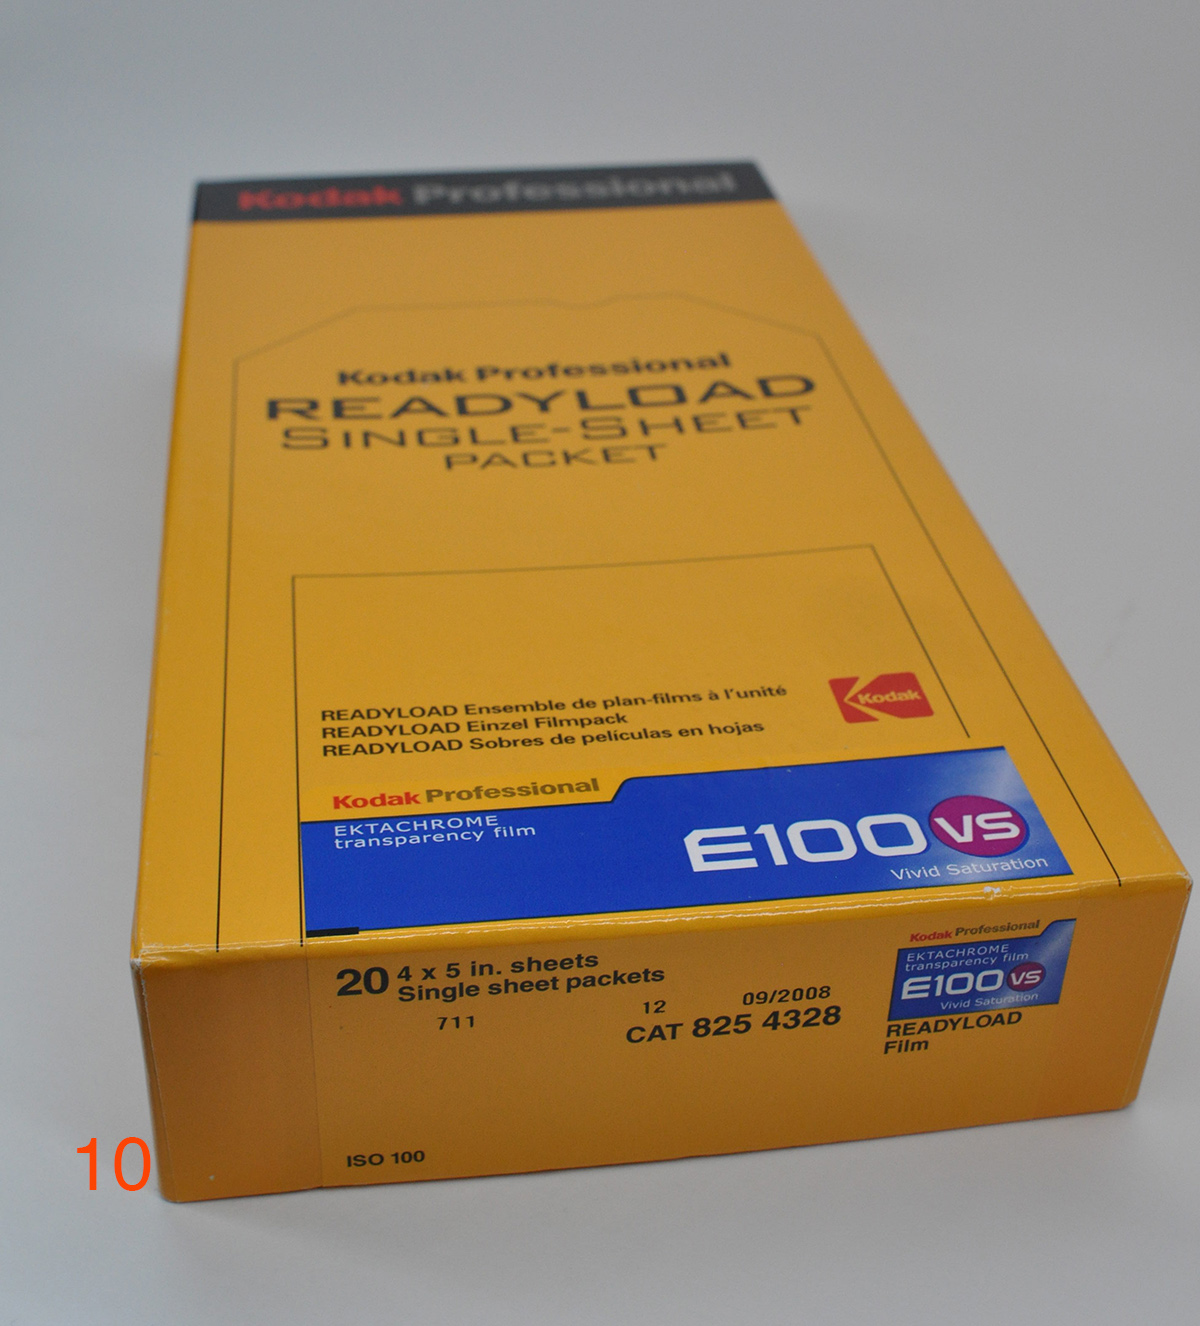 Kodak Professional
Kodak Professional
READYLOAD
SINGLE-SHEET
PACKET
READYLOAD Ensemble de plan-films à l'unité
READYLOAD Einzel Filmpack
READYLOAD Sobres de películas en hojas
Kodak
Kodak Professional
EKTACHROME
transparency film
E100VS
Vivid Saturation
20 4 x 5 in. sheets
Single sheet packets
711
12
09/2008
CAT 825 4328
Kodak Professional
EKTACHROME
transparency film
E100VS
Vivid Saturation
READYLOAD
Film
ISO 100
10